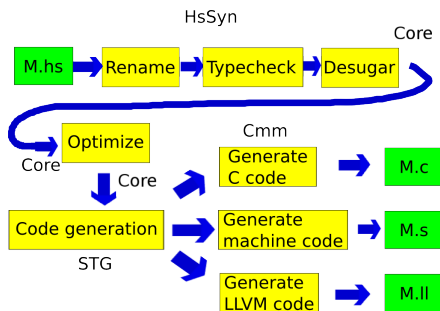 HsSyn
Core
M.hs
Rename
Typecheck
Desugar
Optimize
Core
Core
Cmm
Generate
C code
M.c
Code generation
STG
Generate
machine code
M.s
Generate
LLVM code
M.ll